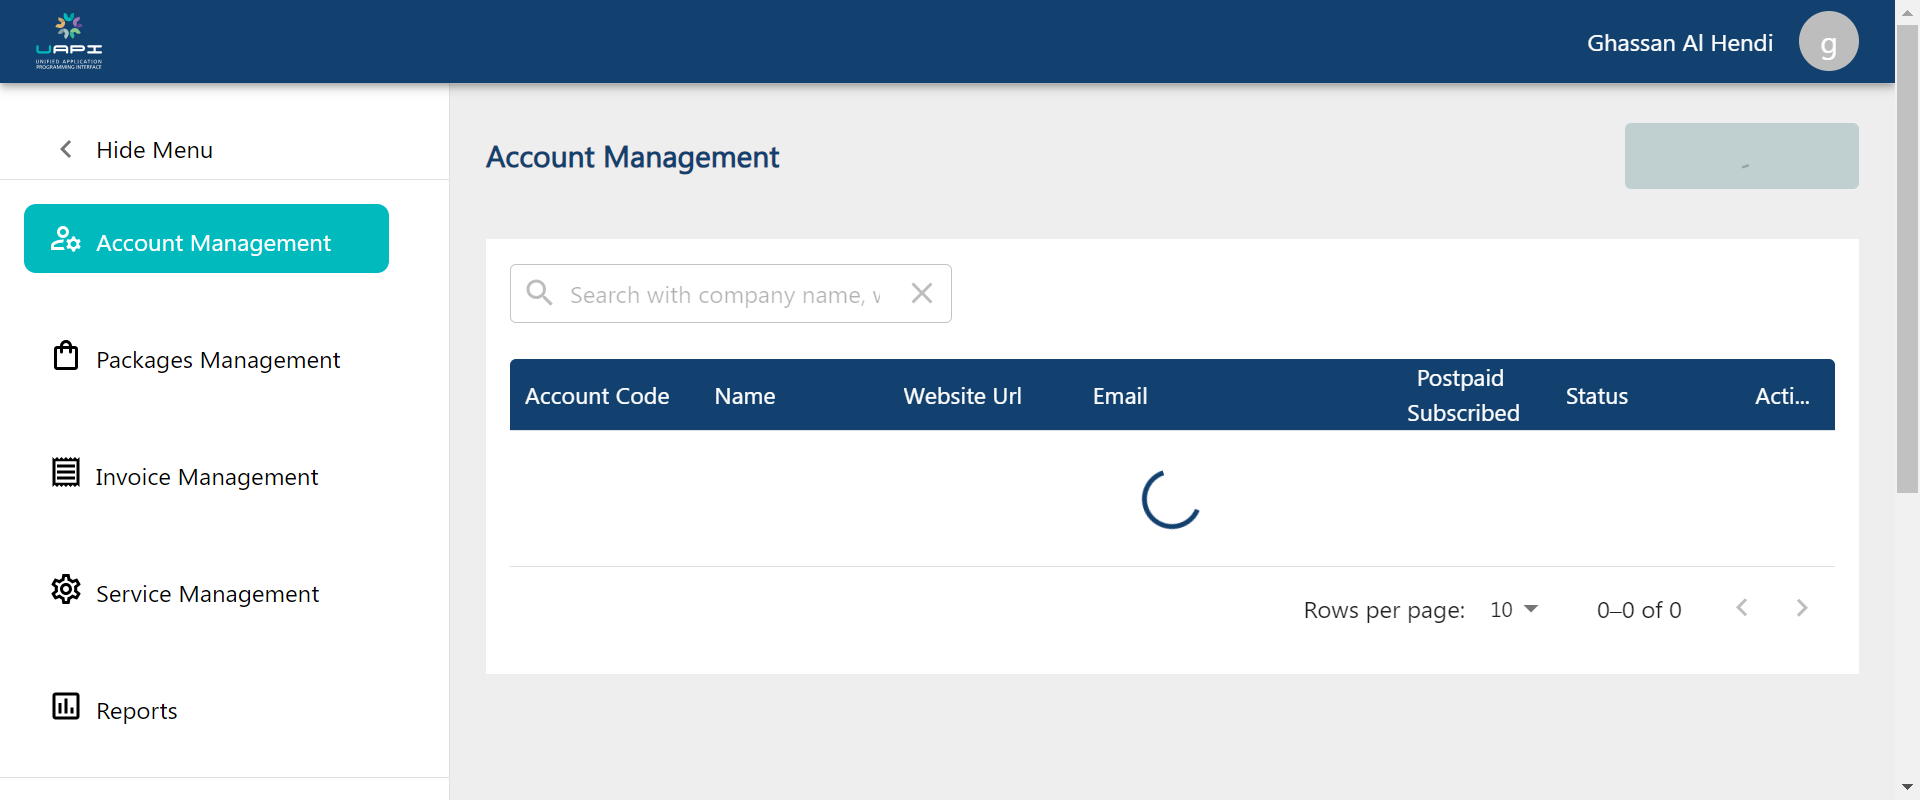 UAPI
UNIFIED APPLICATION
PROGRAMMING INTERFACE
Ghassan Al Hendi
g
Hide Menu
Account Management
Packages Management
Invoice Management
Service Management
Reports
Account Management
Search with company name, v
Account Code Name Website Url Email Postpaid Subscribed Status Acti...
Rows per page: 10 0–0 of 0